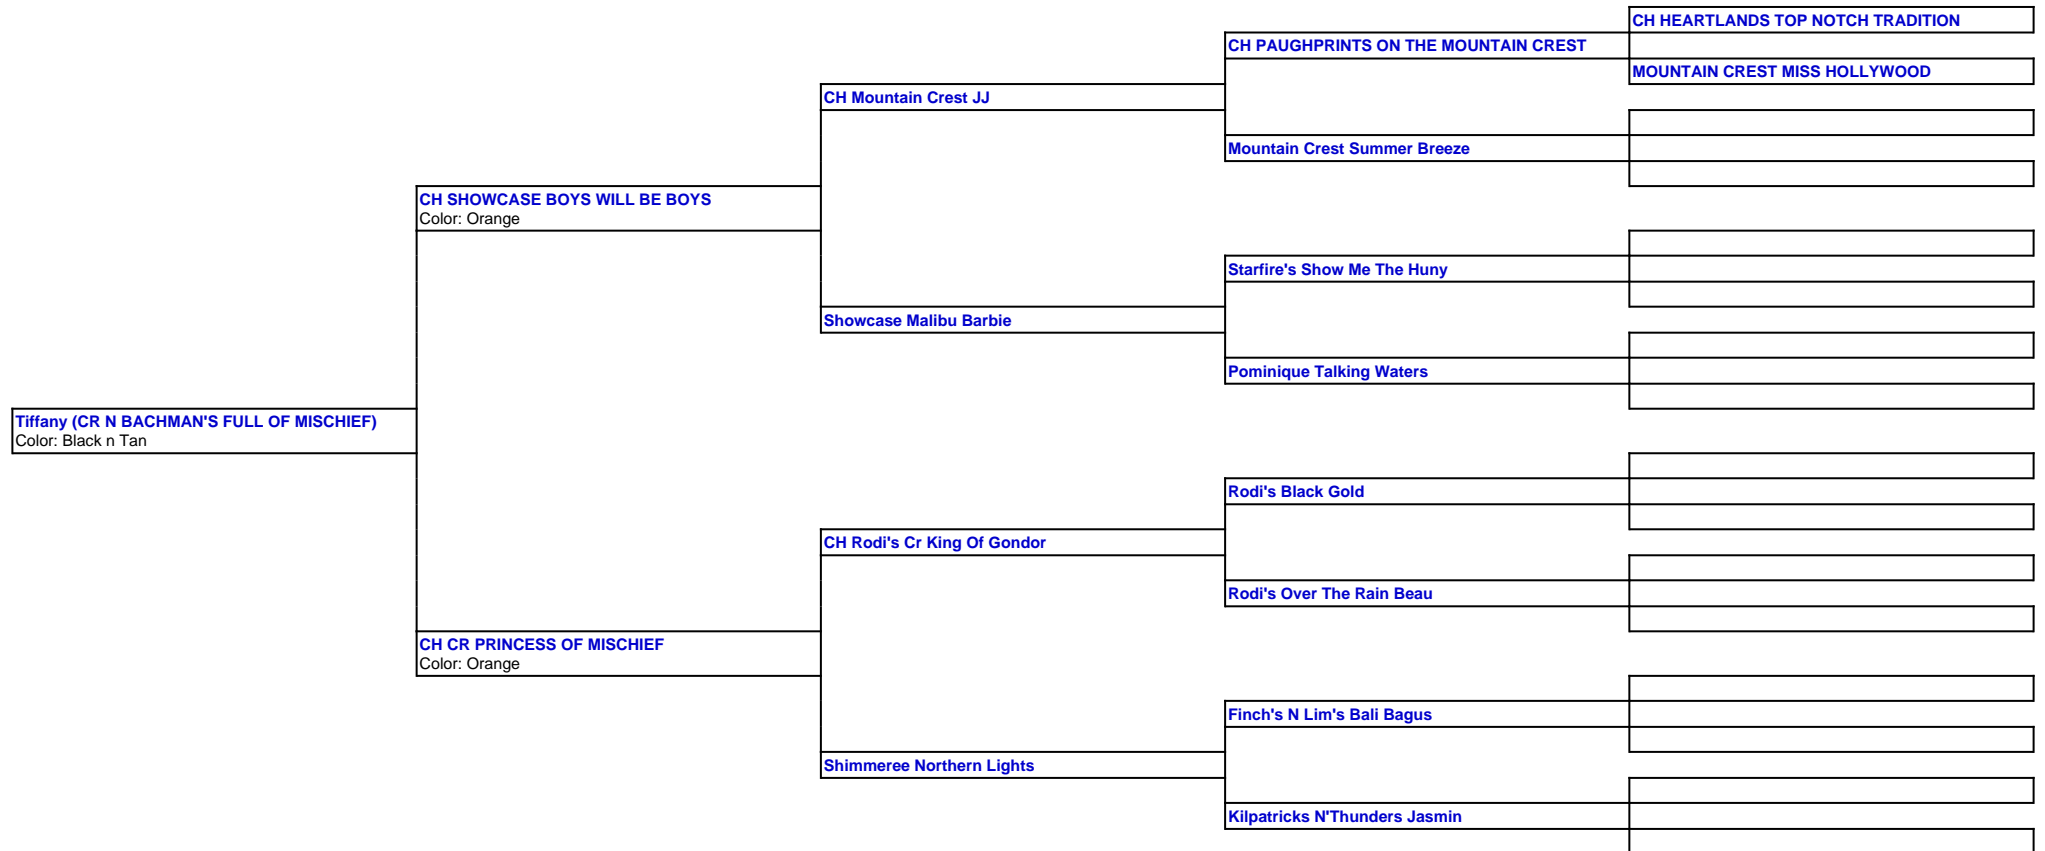 CH HEARTLANDS TOP NOTCH TRADITION
CH PAUGHPRINTS ON THE MOUNTAIN CREST
MOUNTAIN CREST MISS HOLLYWOOD
CH Mountain Crest JJ
Mountain Crest Summer Breeze
CH SHOWCASE BOYS WILL BE BOYS
Color: Orange
Starfire's Show Me The Huny
Showcase Malibu Barbie
Pominique Talking Waters
Tiffany (CR N BACHMAN'S FULL OF MISCHIEF)
Color: Black n Tan
Rodi's Black Gold
CH Rodi's Cr King Of Gondor
Rodi's Over The Rain Beau
CH CR PRINCESS OF MISCHIEF
Color: Orange
Finch's N Lim's Bali Bagus
Shimmeree Northern Lights
Kilpatricks N'Thunders Jasmin